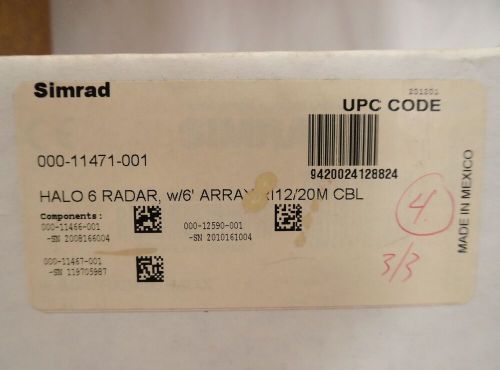 Simrad
201801
UPC CODE
000-11471-001
9420024128824
HALO 6 RADAR, w/6' ARRAY, RI12/20M CBL
Components:
000-11466-001
-SN 2008166004
000-12590-001
-SN 2010161004
000-11467-001
-SN 119705987
MADE IN MEXICO
4
3/3